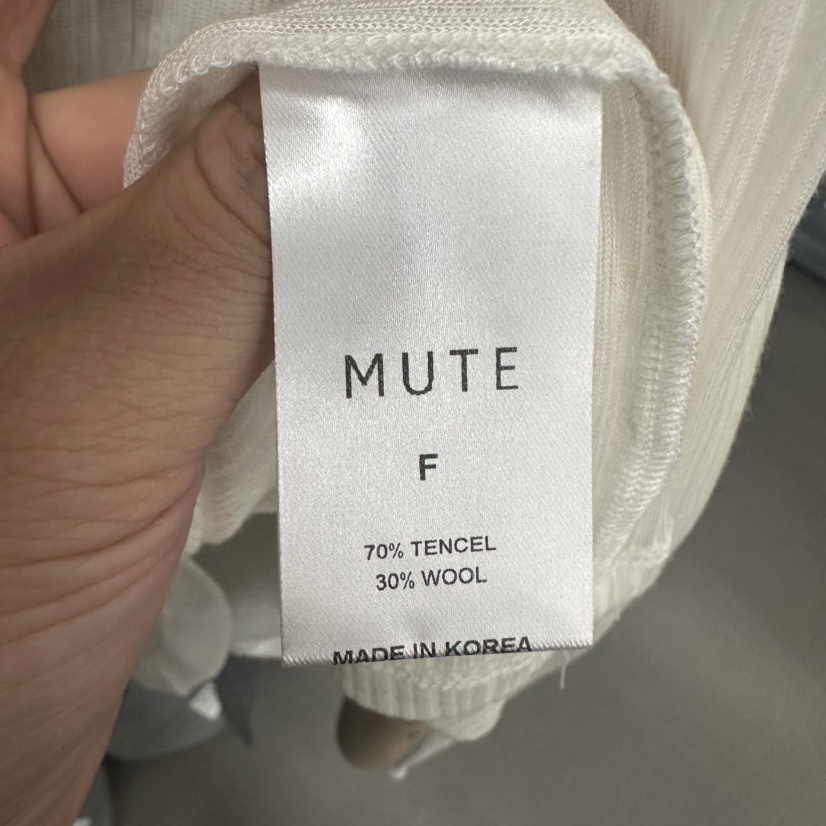 MUTE
F
70% TENCEL
30% WOOL
MADE IN KOREA